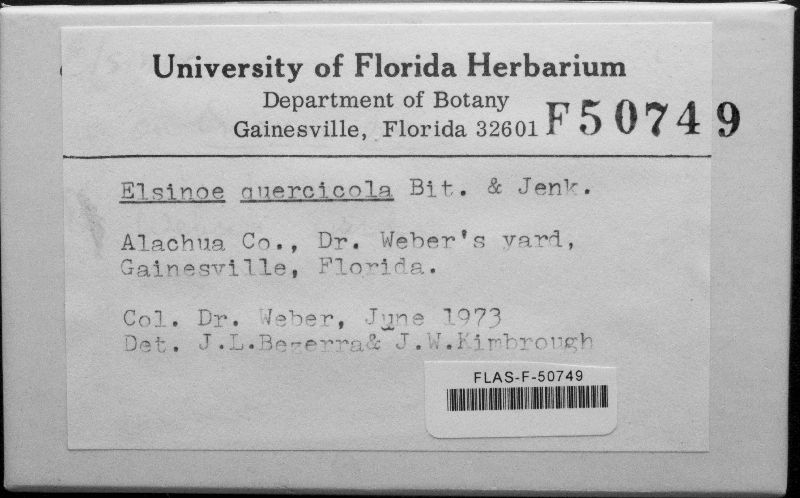 University of Florida Herbarium
Department of Botany
Gainesville, Florida 32601 F50749
Elsinoe quercicola Bit. & Jenk.
Alachua Co., Dr. Weber's yard,
Gainesville, Florida.
Col. Dr. Weber, June 1973
Det. J.L.Bezerra& J.W.Kimbrough
FLAS-F-50749